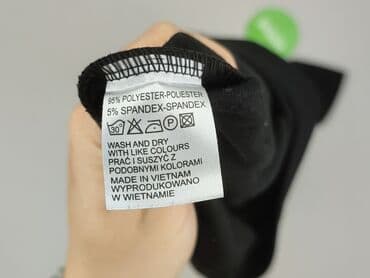 95% POLYESTER-POLIESTER
5% SPANDEX-SPANDEX
30 P
WASH AND DRY
WITH LIKE COLOURS
PRAĆ I SUSZYĆ Z
PODOBNYMI KOLORAMI
MADE IN VIETNAM
WYPRODUKOWANO
W WIETNAMIE